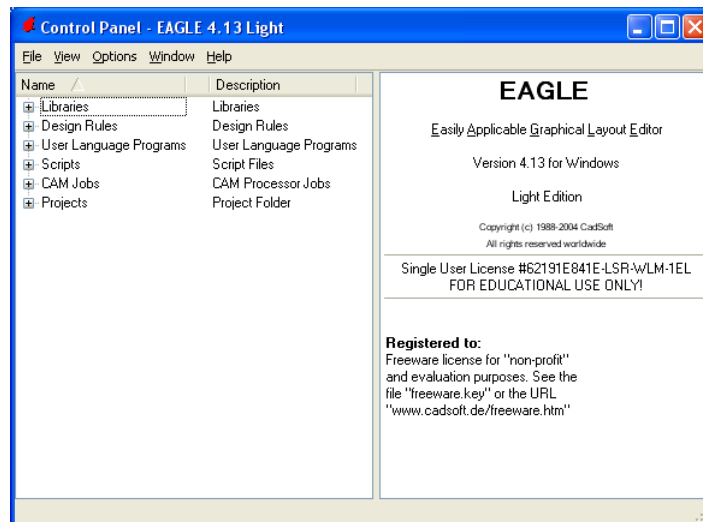 Control Panel - EAGLE 4.13 Light
File View Options Window Help
Name Description
Libraries Libraries
Design Rules Design Rules
User Language Programs User Language Programs
Scripts Script Files
CAM Jobs CAM Processor Jobs
Projects Project Folder
EAGLE
Easily Applicable Graphical Layout Editor
Version 4.13 for Windows
Light Edition
Copyright (c) 1988-2004 CadSoft
All rights reserved worldwide
Single User License #62191E841E-LSR-WLM-1EL
FOR EDUCATIONAL USE ONLY!
Registered to:
Freeware license for "non-profit"
and evaluation purposes. See the
file "freeware.key" or the URL
"www.cadsoft.de/freeware.htm"